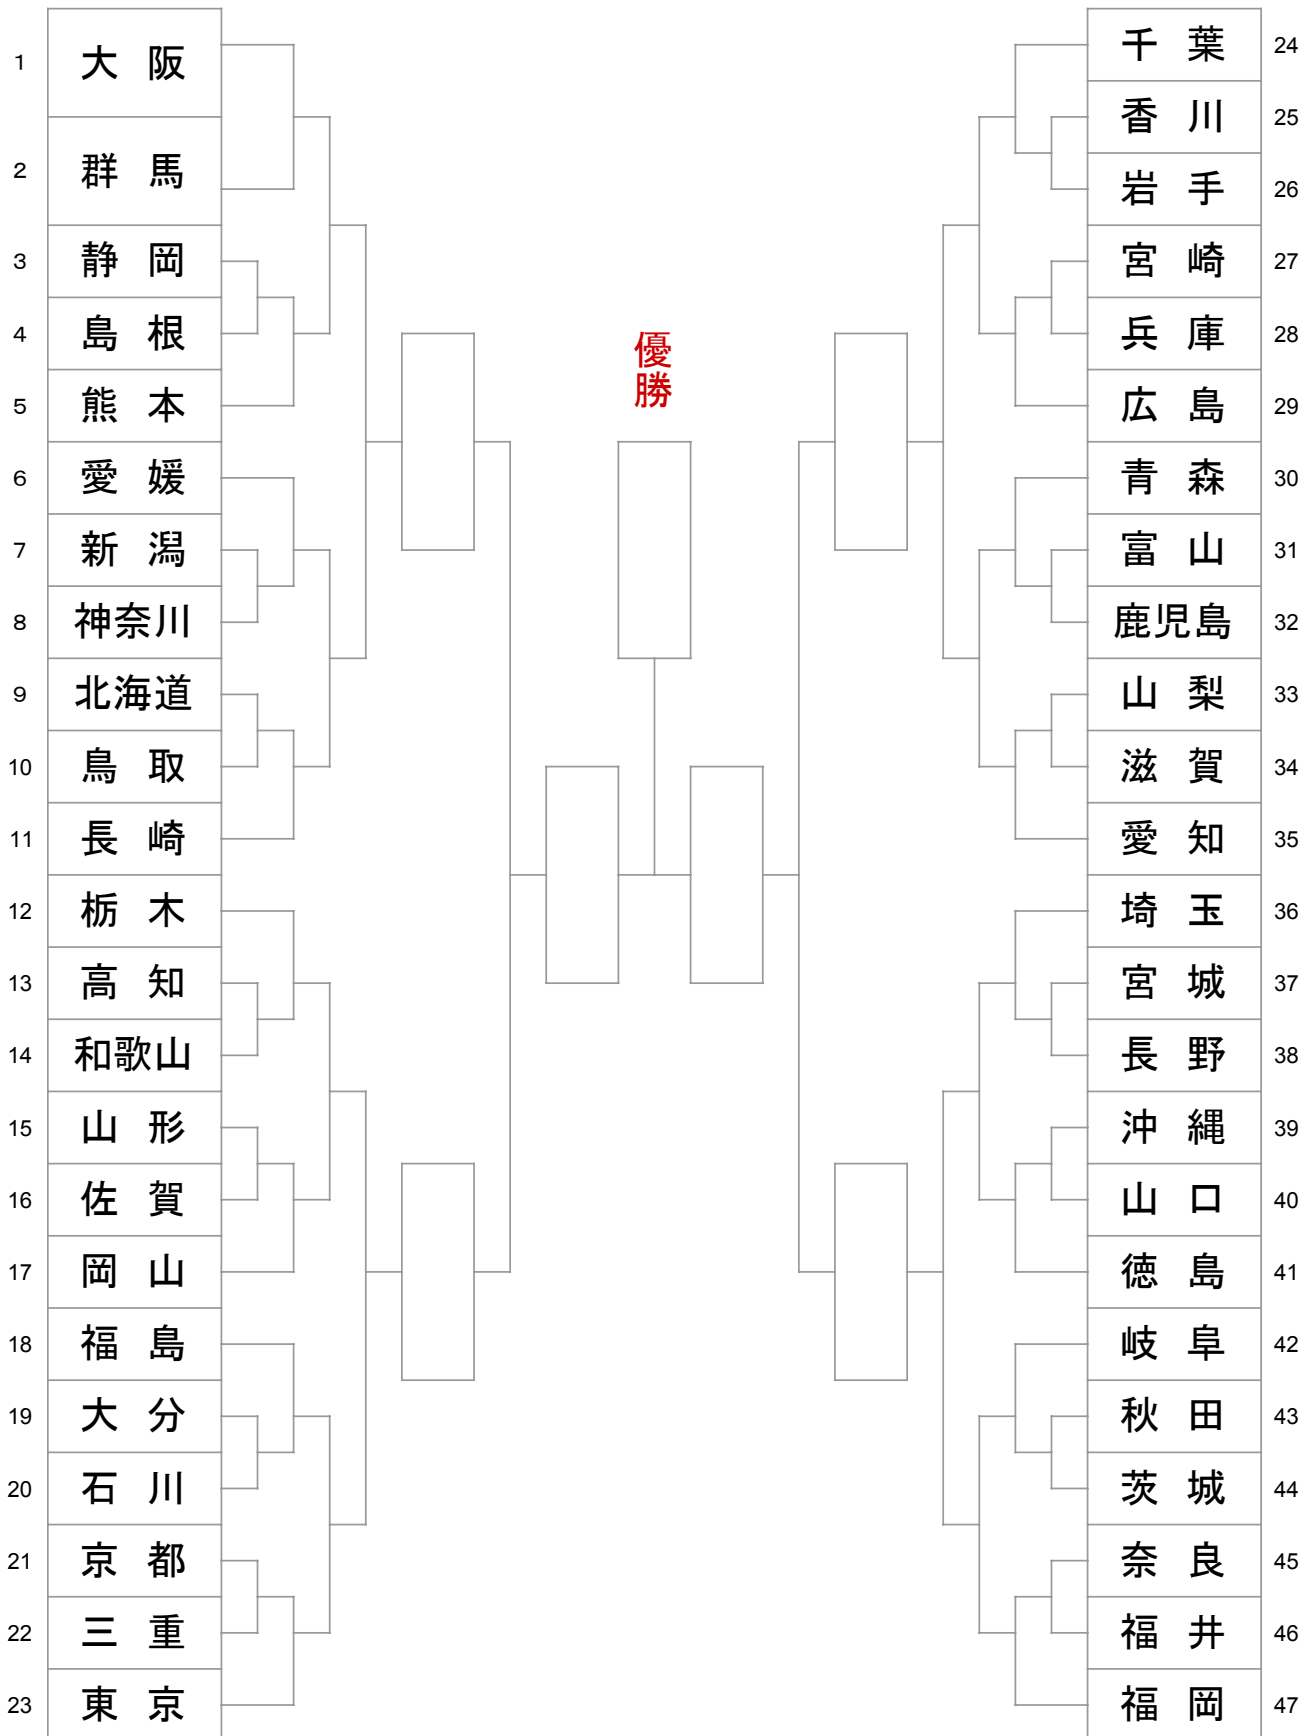 1 大 阪
2 群 馬
3 静 岡
4 島 根
5 熊 本
6 愛 媛
7 新 潟
8 神奈川
9 北海道
10 鳥 取
11 長 崎
12 栃 木
13 高 知
14 和歌山
15 山 形
16 佐 賀
17 岡 山
18 福 島
19 大 分
20 石 川
21 京 都
22 三 重
23 東 京
優勝
千 葉 24
香 川 25
岩 手 26
宮 崎 27
兵 庫 28
広 島 29
青 森 30
富 山 31
鹿児島 32
山 梨 33
滋 賀 34
愛 知 35
埼 玉 36
宮 城 37
長 野 38
沖 縄 39
山 口 40
徳 島 41
岐 阜 42
秋 田 43
茨 城 44
奈 良 45
福 井 46
福 岡 47